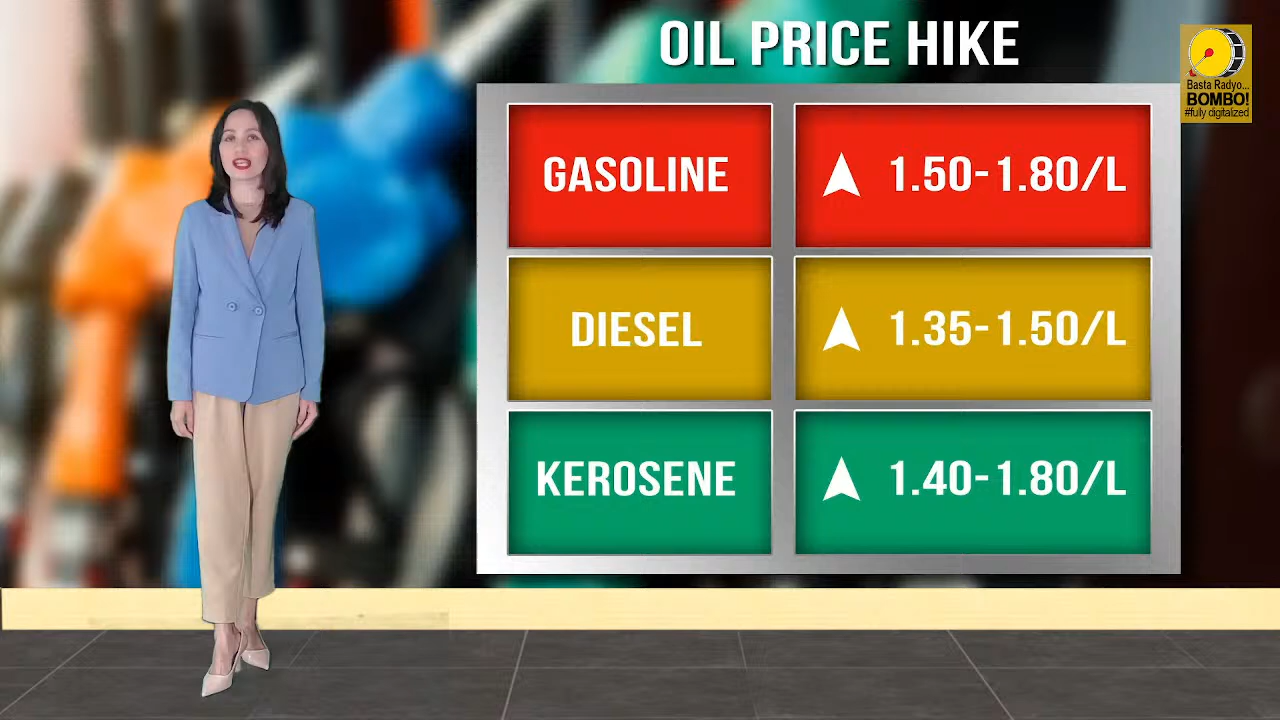 OIL PRICE HIKE
Basta Radyo...
BOMBO!
#fully digitalized
GASOLINE
1.50-1.80/L
DIESEL
1.35-1.50/L
KEROSENE
1.40-1.80/L